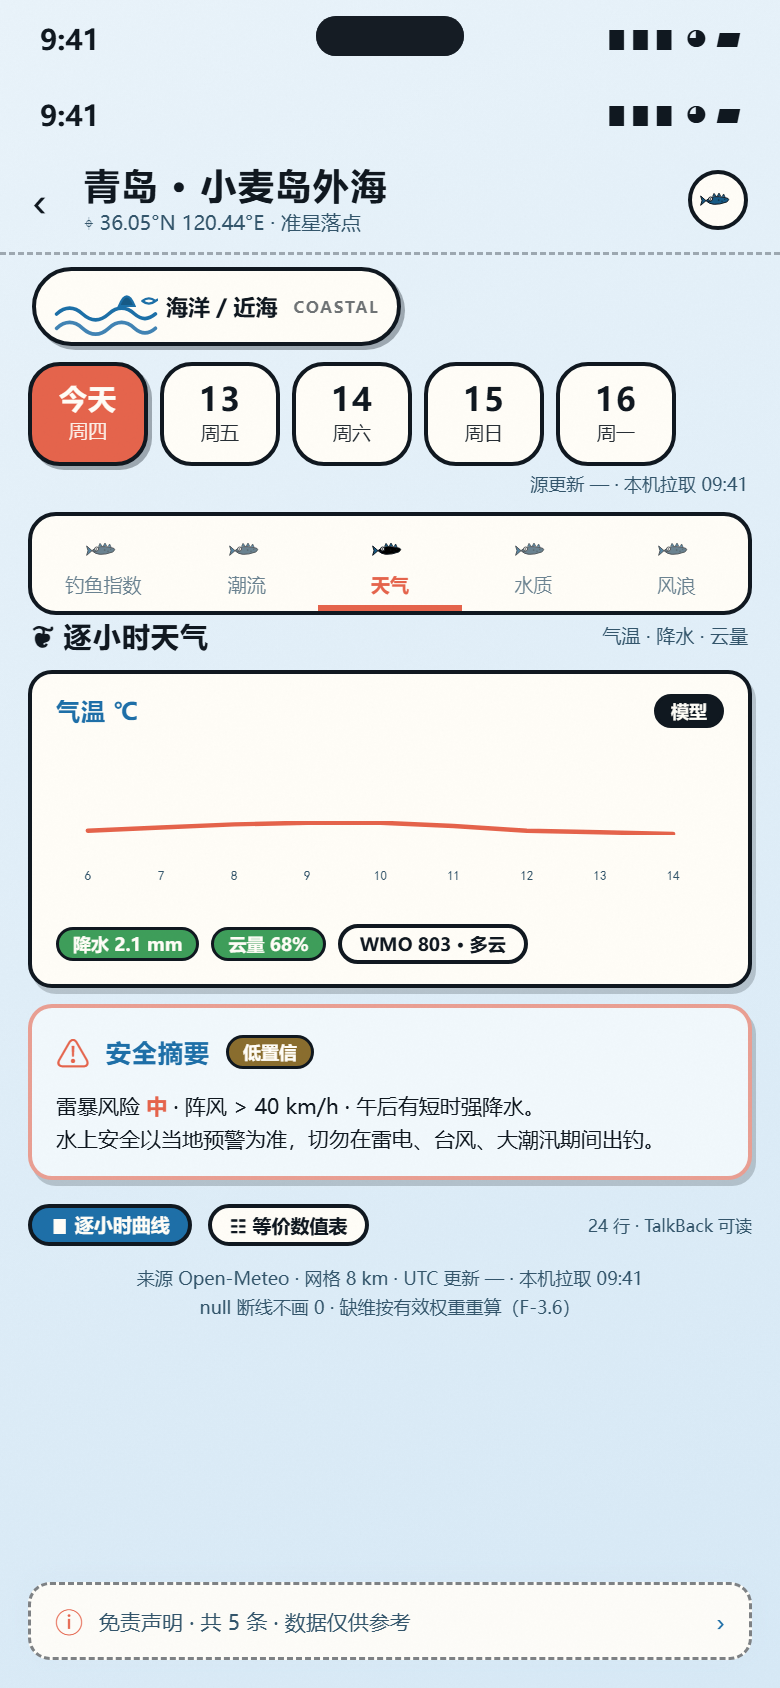 9:41
9:41
‹ 青岛 · 小麦岛外海
⌖ 36.05°N 120.44°E · 准星落点
海洋 / 近海 COASTAL
今天 13 14 15 16
周四 周五 周六 周日 周一
源更新 — · 本机拉取 09:41
钓鱼指数 潮流 天气 水质 风浪
❦ 逐小时天气 气温 · 降水 · 云量
气温 ℃ 模型
6 7 8 9 10 11 12 13 14
降水 2.1 mm 云量 68% WMO 803 · 多云
安全摘要 低置信
雷暴风险 中 · 阵风 > 40 km/h · 午后有短时强降水。
水上安全以当地预警为准，切勿在雷电、台风、大潮汛期间出钓。
■ 逐小时曲线 ☷ 等价数值表 24 行 · TalkBack 可读
来源 Open-Meteo · 网格 8 km · UTC 更新 — · 本机拉取 09:41
null 断线不画 0 · 缺维按有效权重重算（F-3.6）
ⓘ 免责声明 · 共 5 条 · 数据仅供参考 ›